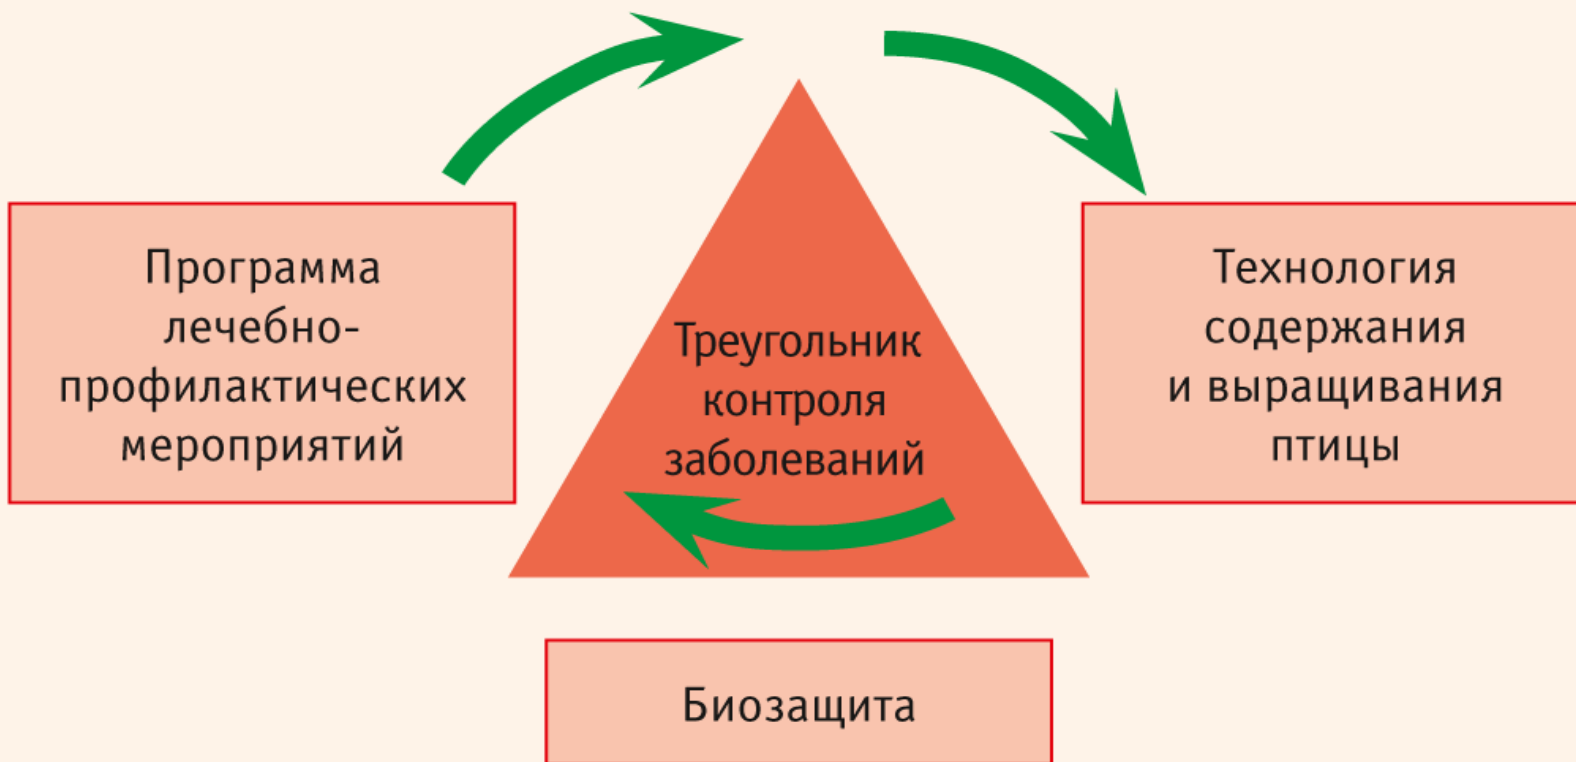 Программа
лечебно-
профилактических
мероприятий
Треугольник
контроля
заболеваний
Технология
содержания
и выращивания
птицы
Биозащита